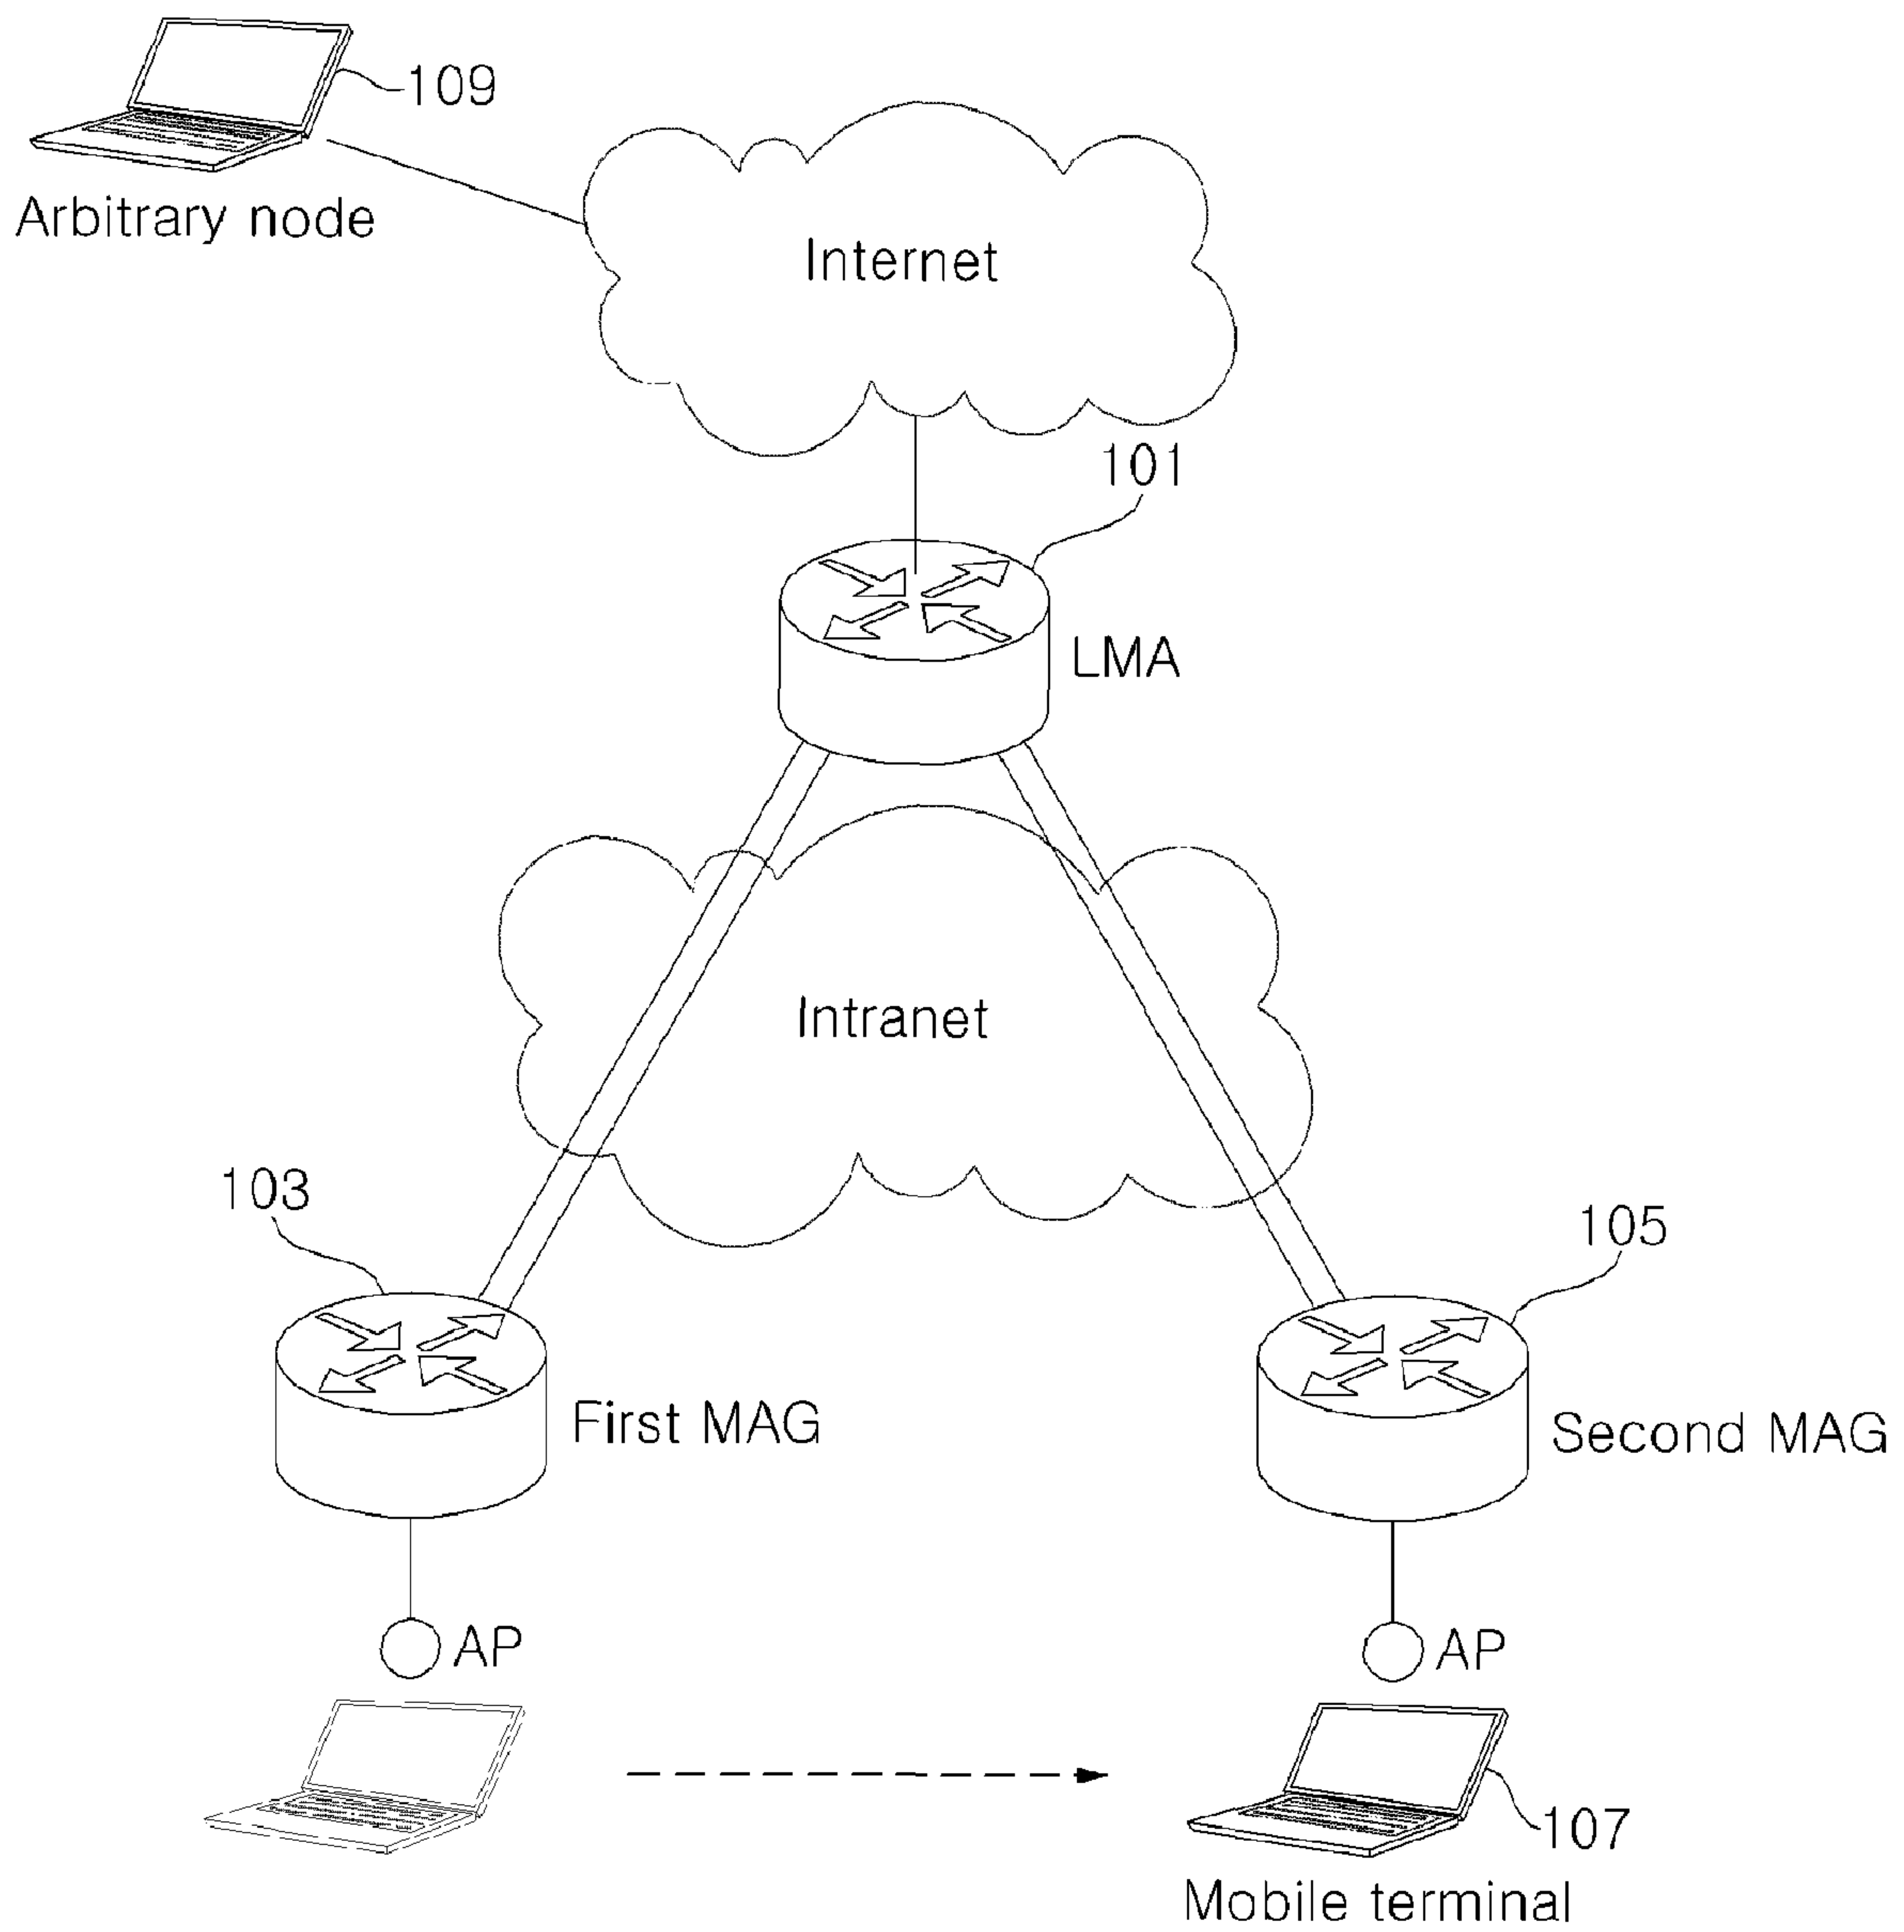 109
Arbitrary node
Internet
101
LMA
Intranet
103
105
First MAG
Second MAG
AP
AP
107
Mobile terminal